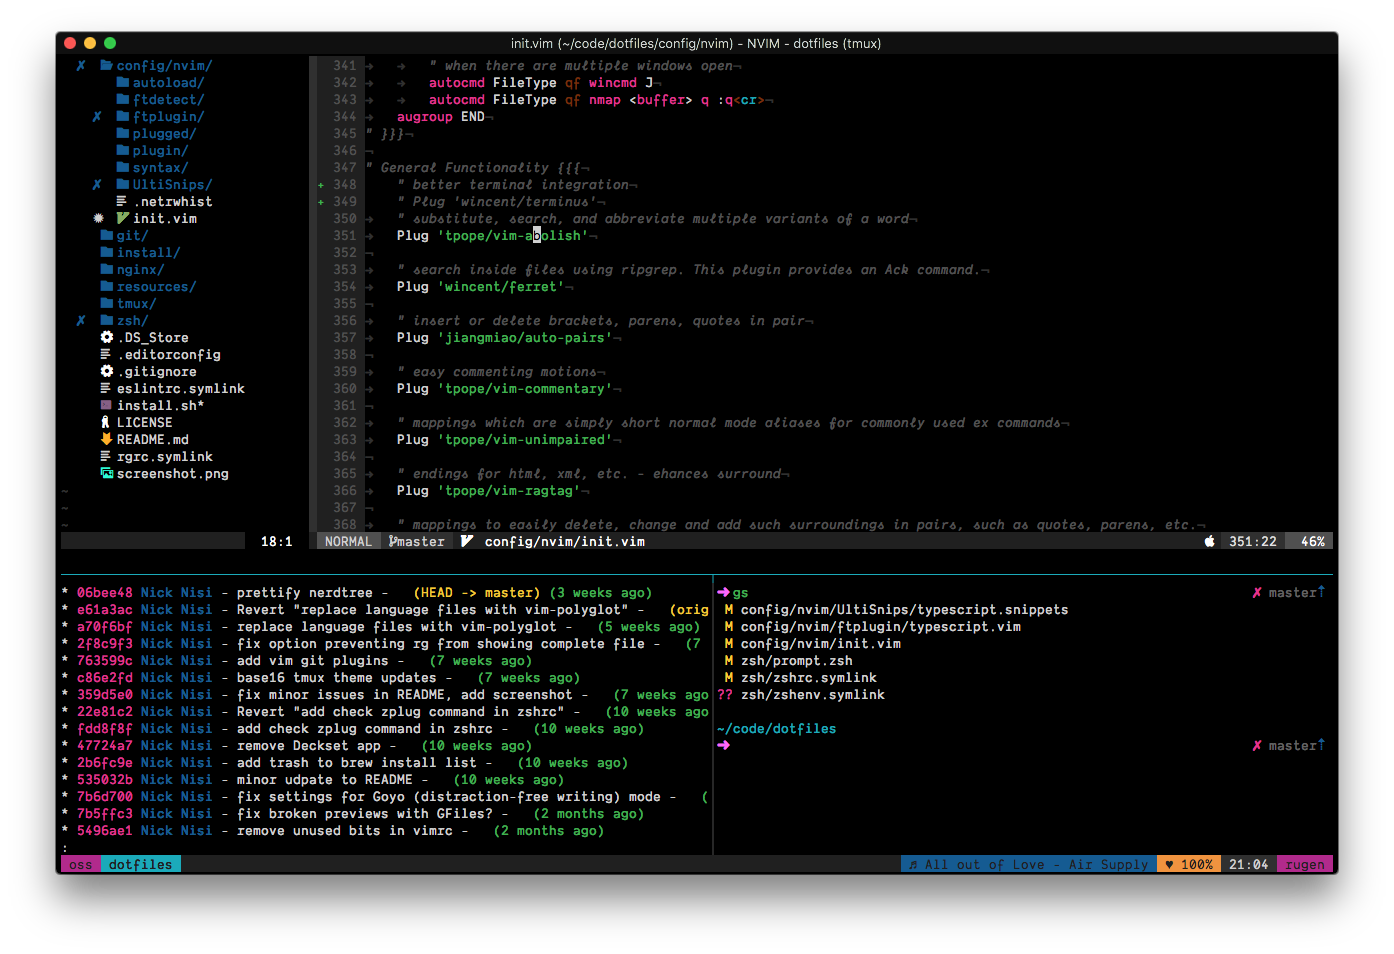 init.vim (~/code/dotfiles/config/nvim) - NVIM - dotfiles (tmux)
✗ config/nvim/
autoload/
ftdetect/
✗ ftplugin/
plugged/
plugin/
syntax/
✗ UltiSnips/
.netrwhist
init.vim
git/
install/
nginx/
resources/
tmux/
✗ zsh/
.DS_Store
.editorconfig
.gitignore
eslintrc.symlink
install.sh*
LICENSE
README.md
rgrc.symlink
screenshot.png
~
~
~
18:1
341 → → " when there are multiple windows open¬
342 → → autocmd FileType qf wincmd J¬
343 → → autocmd FileType qf nmap <buffer> q :q<cr>¬
344 → augroup END¬
345 " }}}¬
346 ¬
347 " General Functionality {{{¬
+ 348 " better terminal integration¬
+ 349 " Plug 'wincent/terminus'¬
350 → " substitute, search, and abbreviate multiple variants of a word¬
351 → Plug 'tpope/vim-abolish'¬
352 ¬
353 → " search inside files using ripgrep. This plugin provides an Ack command.¬
354 → Plug 'wincent/ferret'¬
355 ¬
356 → " insert or delete brackets, parens, quotes in pair¬
357 → Plug 'jiangmiao/auto-pairs'¬
358 ¬
359 → " easy commenting motions¬
360 → Plug 'tpope/vim-commentary'¬
361 ¬
362 → " mappings which are simply short normal mode aliases for commonly used ex commands¬
363 → Plug 'tpope/vim-unimpaired'¬
364 ¬
365 → " endings for html, xml, etc. - ehances surround¬
366 → Plug 'tpope/vim-ragtag'¬
367 ¬
368 → " mappings to easily delete, change and add such surroundings in pairs, such as quotes, parens, etc.¬
NORMAL master config/nvim/init.vim 351:22 46%
* 06bee48 Nick Nisi - prettify nerdtree - (HEAD -> master) (3 weeks ago)
* e61a3ac Nick Nisi - Revert "replace language files with vim-polyglot" - (orig
* a70f6bf Nick Nisi - replace language files with vim-polyglot - (5 weeks ago)
* 2f8c9f3 Nick Nisi - fix option preventing rg from showing complete file - (7
* 763599c Nick Nisi - add vim git plugins - (7 weeks ago)
* c86e2fd Nick Nisi - base16 tmux theme updates - (7 weeks ago)
* 359d5e0 Nick Nisi - fix minor issues in README, add screenshot - (7 weeks ago
* 22e81c2 Nick Nisi - Revert "add check zplug command in zshrc" - (10 weeks ago
* fdd8f8f Nick Nisi - add check zplug command in zshrc - (10 weeks ago)
* 47724a7 Nick Nisi - remove Deckset app - (10 weeks ago)
* 2b6fc9e Nick Nisi - add trash to brew install list - (10 weeks ago)
* 535032b Nick Nisi - minor udpate to README - (10 weeks ago)
* 7b6d700 Nick Nisi - fix settings for Goyo (distraction-free writing) mode - (
* 7b5ffc3 Nick Nisi - fix broken previews with GFiles? - (2 months ago)
* 5496ae1 Nick Nisi - remove unused bits in vimrc - (2 months ago)
:
➜ gs ✗ master↑
M config/nvim/UltiSnips/typescript.snippets
M config/nvim/ftplugin/typescript.vim
M config/nvim/init.vim
M zsh/prompt.zsh
M zsh/zshrc.symlink
?? zsh/zshenv.symlink
~/code/dotfiles
➜ ✗ master↑
oss dotfiles ♬ All out of Love - Air Supply ♥ 100% 21:04 rugen